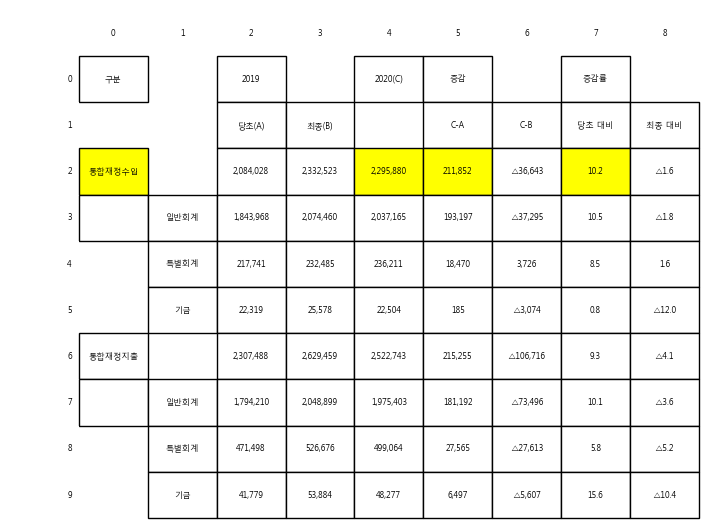 0 1 2 3 4 5 6 7 8
0 구분 2019 2020(C) 증감 증감률
1 당초(A) 최종(B) C-A C-B 당초 대비 최종 대비
2 통합재정수입 2,084,028 2,332,523 2,295,880 211,852 △36,643 10.2 △1.6
3 일반회계 1,843,968 2,074,460 2,037,165 193,197 △37,295 10.5 △1.8
4 특별회계 217,741 232,485 236,211 18,470 3,726 8.5 1.6
5 기금 22,319 25,578 22,504 185 △3,074 0.8 △12.0
6 통합재정지출 2,307,488 2,629,459 2,522,743 215,255 △106,716 9.3 △4.1
7 일반회계 1,794,210 2,048,899 1,975,403 181,192 △73,496 10.1 △3.6
8 특별회계 471,498 526,676 499,064 27,565 △27,613 5.8 △5.2
9 기금 41,779 53,884 48,277 6,497 △5,607 15.6 △10.4